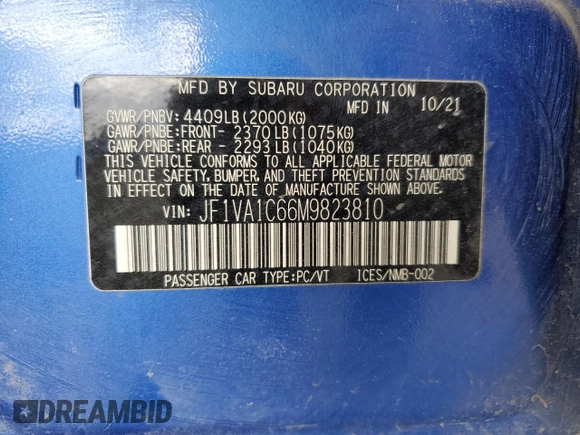 MFD BY SUBARU CORPORATION
GVWR/PNBV: 4409LB(2000KG) MFD IN 10/21
GAWR/PNBE:FRONT- 2370LB(1075KG)
GAWR/PNBE:REAR - 2293LB(1040KG)
THIS VEHICLE CONFORMS TO ALL APPLICABLE FEDERAL MOTOR
VEHICLE SAFETY, BUMPER, AND THEFT PREVENTION STANDARDS
IN EFFECT ON THE DATE OF MANUFACTURE SHOWN ABOVE.
VIN: JF1VA1C66M9823810
PASSENGER CAR TYPE:PC/VT ICES/NMB-002
DREAMBID